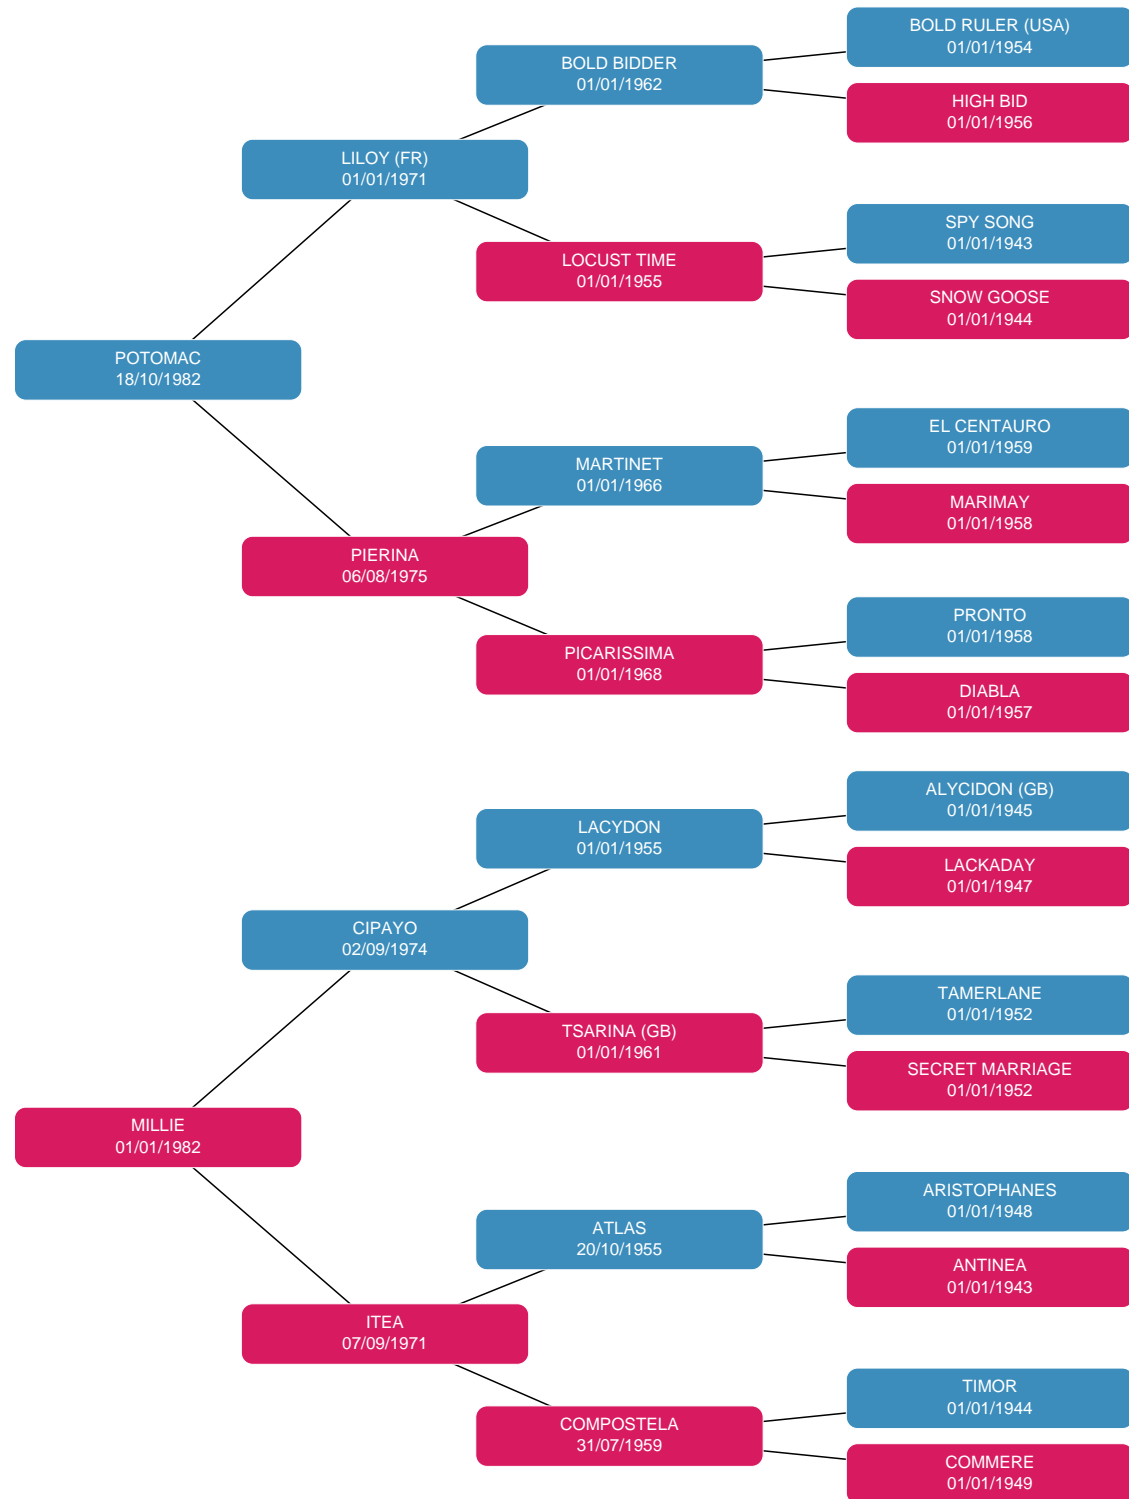 BOLD RULER (USA)
01/01/1954
BOLD BIDDER
01/01/1962
HIGH BID
01/01/1956
LILOY (FR)
01/01/1971
SPY SONG
01/01/1943
LOCUST TIME
01/01/1955
SNOW GOOSE
01/01/1944
POTOMAC
18/10/1982
EL CENTAURO
01/01/1959
MARTINET
01/01/1966
MARIMAY
01/01/1958
PIERINA
06/08/1975
PRONTO
01/01/1958
PICARISSIMA
01/01/1968
DIABLA
01/01/1957
ALYCIDON (GB)
01/01/1945
LACYDON
01/01/1955
LACKADAY
01/01/1947
CIPAYO
02/09/1974
TAMERLANE
01/01/1952
TSARINA (GB)
01/01/1961
SECRET MARRIAGE
01/01/1952
MILLIE
01/01/1982
ARISTOPHANES
01/01/1948
ATLAS
20/10/1955
ANTINEA
01/01/1943
ITEA
07/09/1971
TIMOR
01/01/1944
COMPOSTELA
31/07/1959
COMMERE
01/01/1949